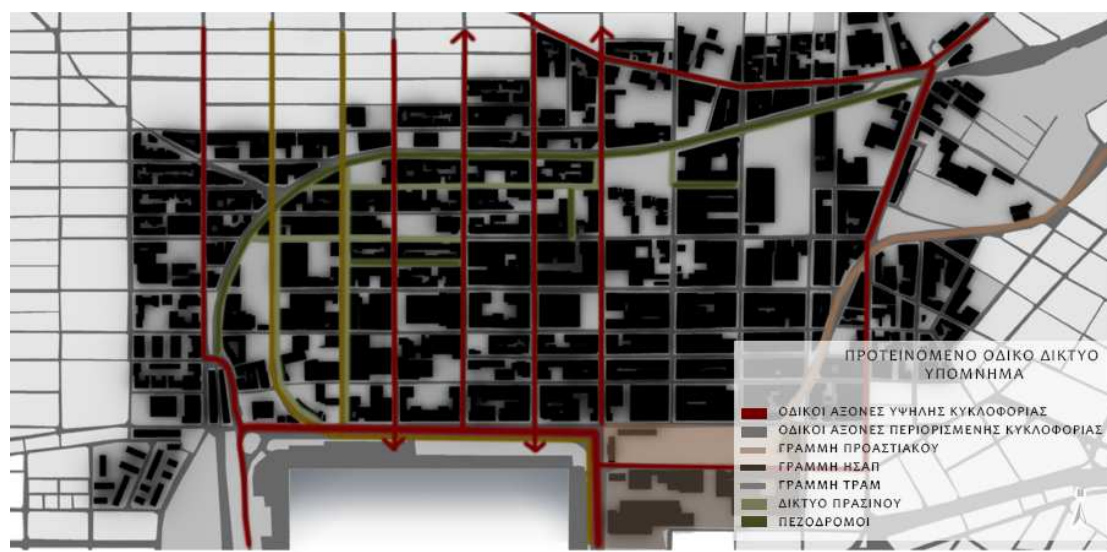 ΠΡΟΤΕΙΝΟΜΕΝΟ ΟΔΙΚΟ ΔΙΚΤΥΟ
ΥΠΟΜΝΗΜΑ
ΟΔΙΚΟΙ ΑΞΟΝΕΣ ΥΨΗΛΗΣ ΚΥΚΛΟΦΟΡΙΑΣ
ΟΔΙΚΟΙ ΑΞΟΝΕΣ ΠΕΡΙΟΡΙΣΜΕΝΗΣ ΚΥΚΛΟΦΟΡΙΑΣ
ΓΡΑΜΜΗ ΠΡΟΑΣΤΙΑΚΟΥ
ΓΡΑΜΜΗ ΗΣΑΠ
ΓΡΑΜΜΗ ΤΡΑΜ
ΔΙΚΤΥΟ ΠΡΑΣΙΝΟΥ
ΠΕΖΟΔΡΟΜΟΙ